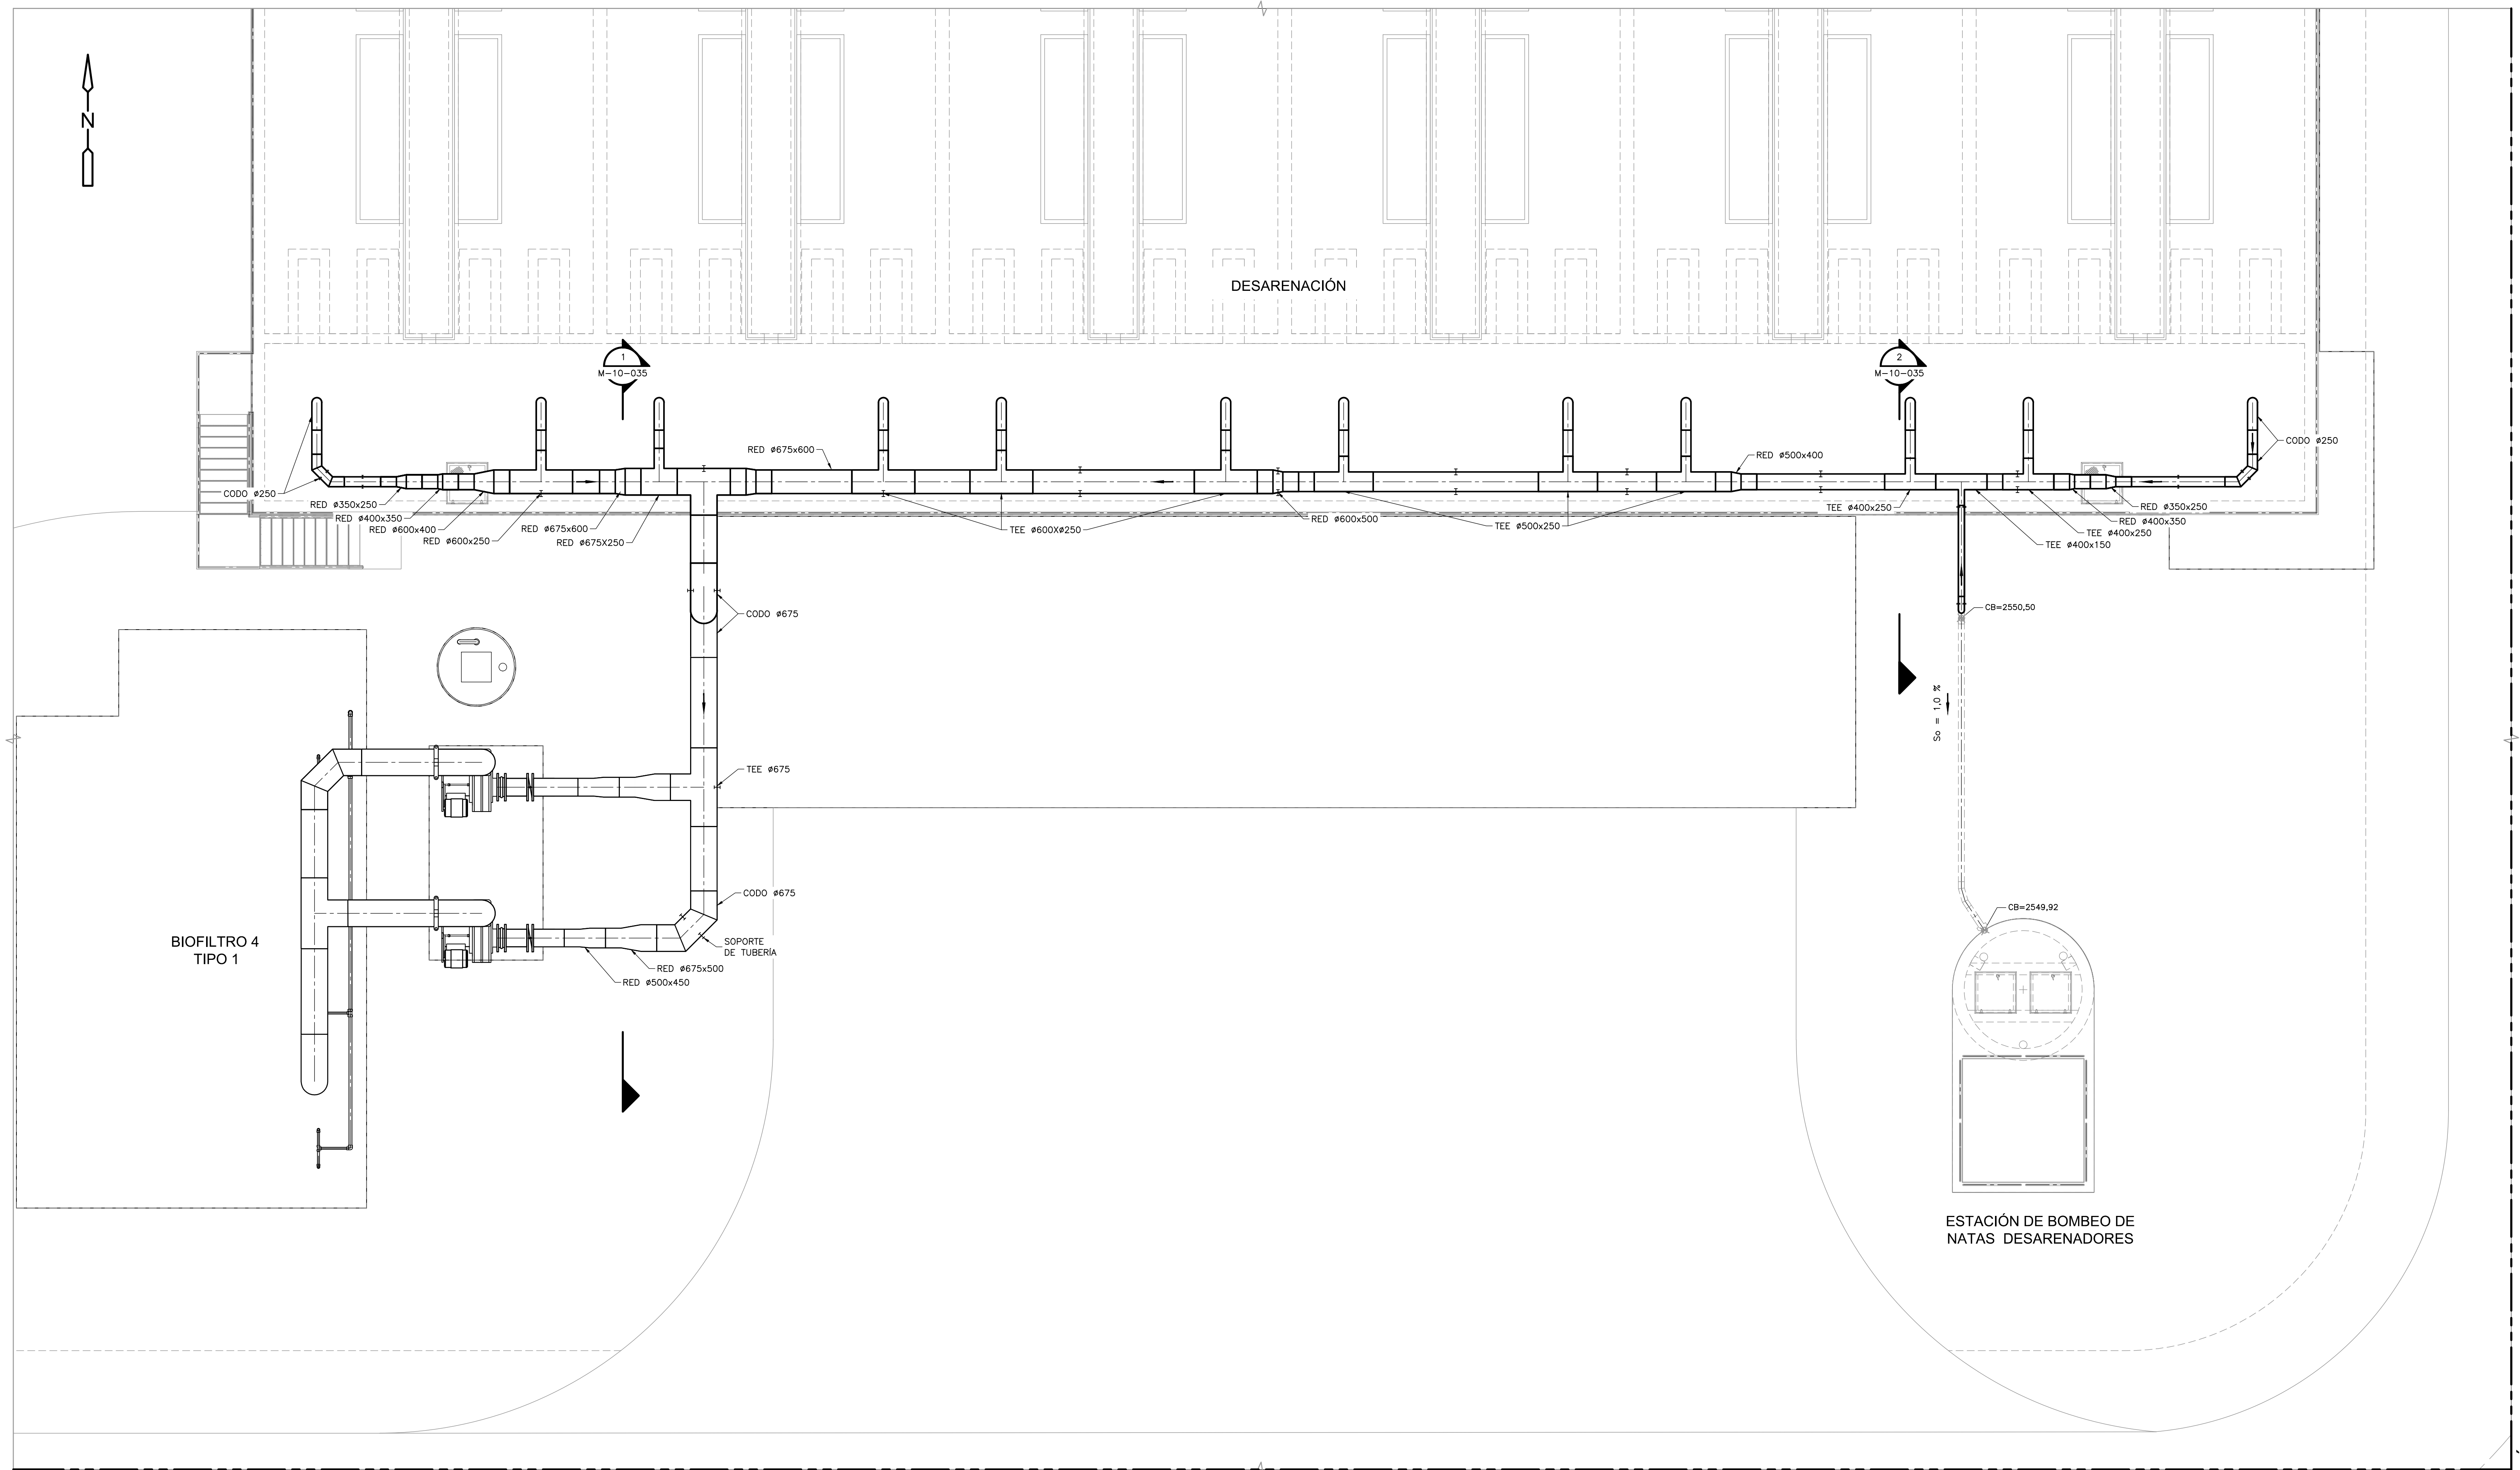 N
DESARENACIÓN
1
M-10-035
2
M-10-035
RED ø675x600
RED ø500x400
CODO ø250
CODO ø250
RED ø350x250
RED ø400x350
RED ø600x400
RED ø600x250
RED ø675x600
RED ø675X250
TEE ø600Xø250
RED ø600x500
TEE ø500x250
TEE ø400x250
RED ø350x250
RED ø400x350
TEE ø400x250
TEE ø400x150
CODO ø675
CB=2550,50
So = 1,0 %
TEE ø675
CODO ø675
CB=2549,92
BIOFILTRO 4
TIPO 1
SOPORTE
DE TUBERÍA
RED ø675x500
RED ø500x450
ESTACIÓN DE BOMBEO DE
NATAS DESARENADORES